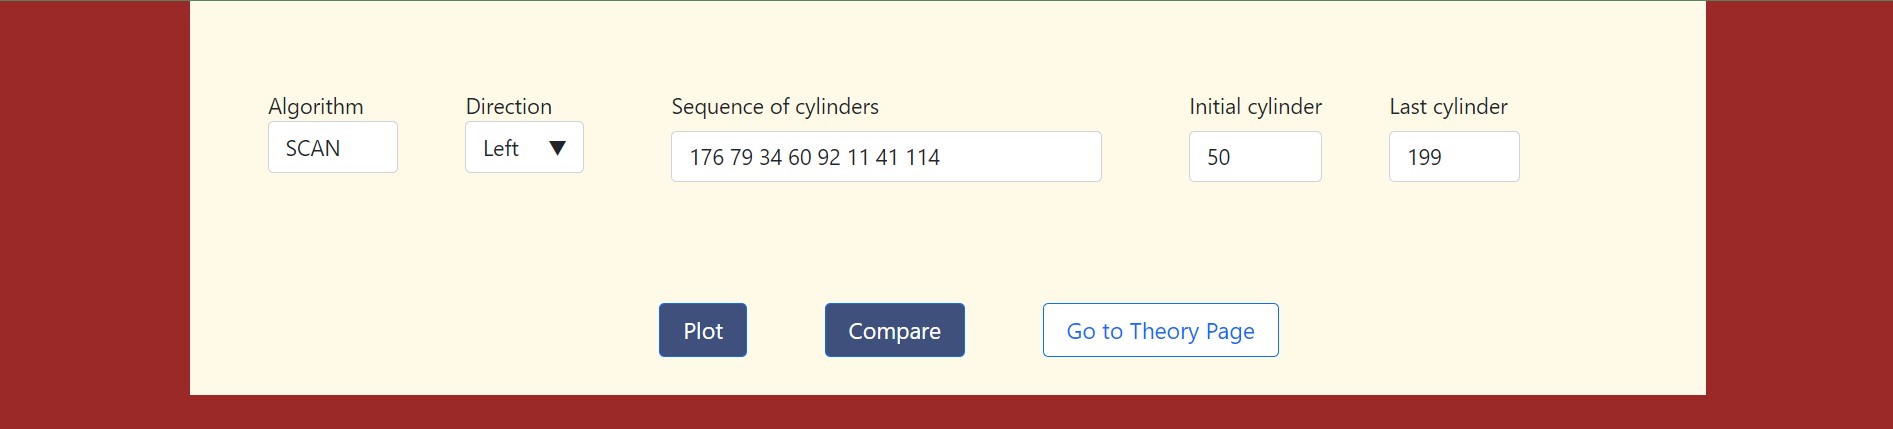 Algorithm Direction Sequence of cylinders Initial cylinder Last cylinder
SCAN Left ▼ 176 79 34 60 92 11 41 114 50 199
Plot Compare Go to Theory Page